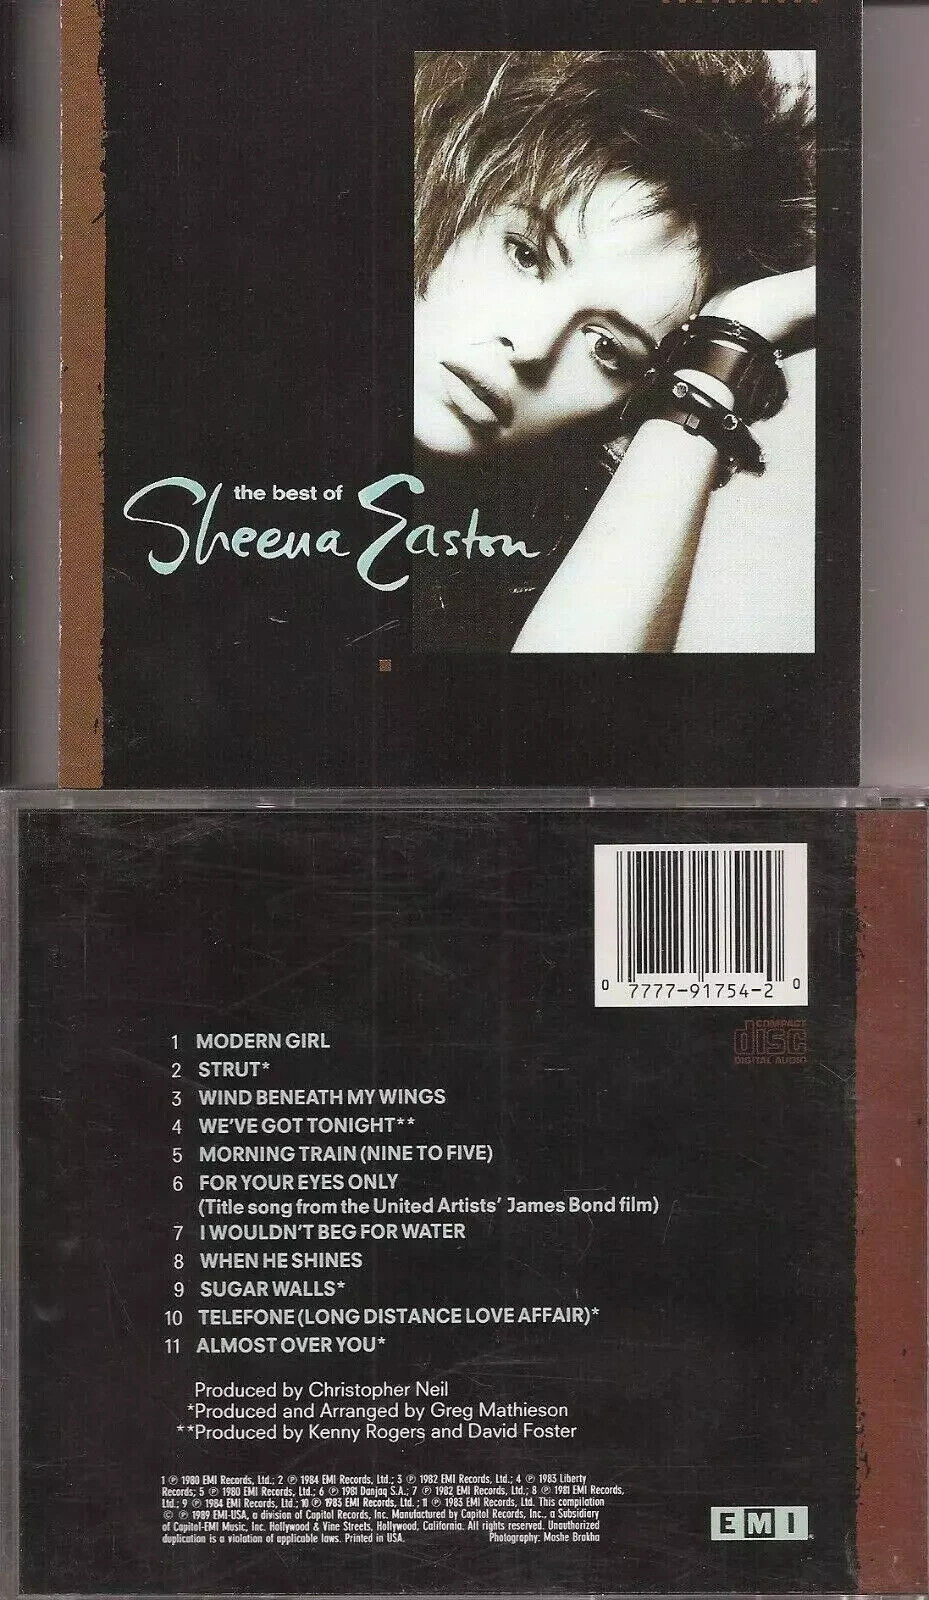 the best of
Sheena Easton
0 7777-91754-2 0
COMPACT
disc
DIGITAL AUDIO
1 MODERN GIRL
2 STRUT*
3 WIND BENEATH MY WINGS
4 WE'VE GOT TONIGHT**
5 MORNING TRAIN (NINE TO FIVE)
6 FOR YOUR EYES ONLY
(Title song from the United Artists' James Bond film)
7 I WOULDN'T BEG FOR WATER
8 WHEN HE SHINES
9 SUGAR WALLS*
10 TELEFONE (LONG DISTANCE LOVE AFFAIR)*
11 ALMOST OVER YOU*
Produced by Christopher Neil
*Produced and Arranged by Greg Mathieson
**Produced by Kenny Rogers and David Foster
1 ℗ 1980 EMI Records, Ltd.; 2 ℗ 1984 EMI Records, Ltd.; 3 ℗ 1982 EMI Records, Ltd.; 4 ℗ 1983 Liberty
Records; 5 ℗ 1980 EMI Records, Ltd.; 6 ℗ 1981 Danjaq S.A.; 7 ℗ 1982 EMI Records, Ltd.; 8 ℗ 1981 EMI Records,
Ltd.; 9 ℗ 1984 EMI Records, Ltd.; 10 ℗ 1983 EMI Records, Ltd.; 11 ℗ 1983 EMI Records, Ltd. This compilation
© ℗ 1989 EMI-USA, a division of Capitol Records, Inc. Manufactured by Capitol Records, Inc., a Subsidiary
of Capitol-EMI Music, Inc. Hollywood & Vine Streets, Hollywood, California. All rights reserved. Unauthorized
duplication is a violation of applicable laws. Printed in USA. Photography: Moshe Brakha
EMI®